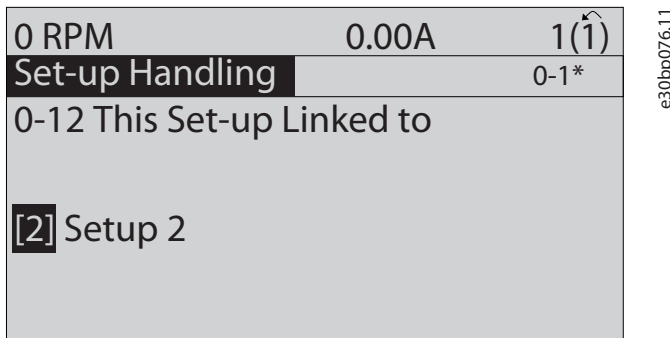 0 RPM 0.00A 1(1)
Set-up Handling 0-1*
0-12 This Set-up Linked to
[2] Setup 2
e30bp076.11